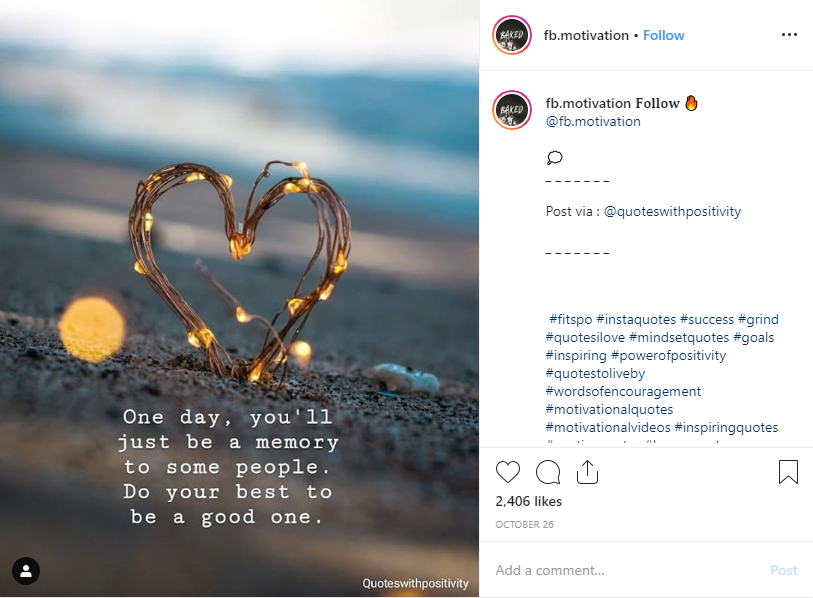 One day, you'll
just be a memory
to some people.
Do your best to
be a good one.
Quoteswithpositivity
BAKED
fb.motivation • Follow
BAKED
fb.motivation Follow 🔥
@fb.motivation
💭
- - - - - - -
Post via : @quoteswithpositivity
- - - - - - -
#fitspo #instaquotes #success #grind
#quotesilove #mindsetquotes #goals
#inspiring #powerofpositivity
#quotestoliveby
#wordsofencouragement
#motivationalquotes
#motivationalvideos #inspiringquotes
2,406 likes
OCTOBER 26
Add a comment...
Post